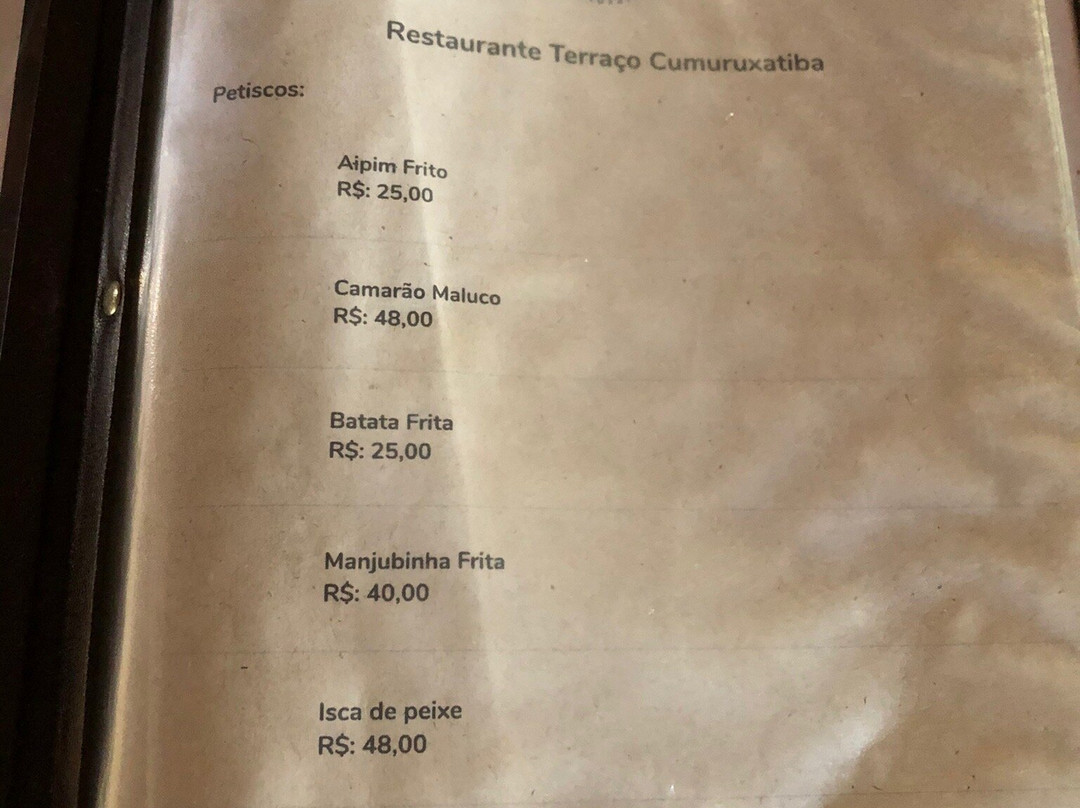 Restaurante Terraço Cumuruxatiba
Petiscos:
Aipim Frito
R$: 25,00
Camarão Maluco
R$: 48,00
Batata Frita
R$: 25,00
Manjubinha Frita
R$: 40,00
Isca de peixe
R$: 48,00